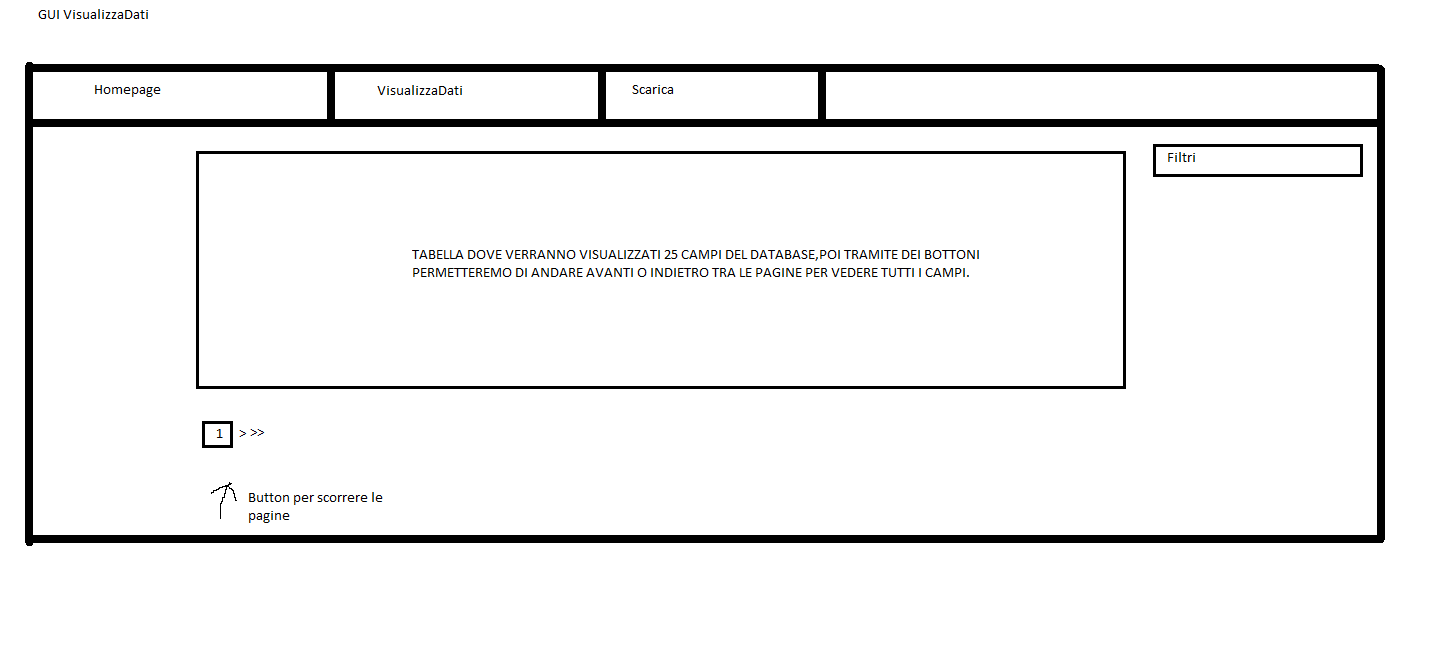 GUI VisualizzaDati
Homepage
VisualizzaDati
Scarica
Filtri
TABELLA DOVE VERRANNO VISUALIZZATI 25 CAMPI DEL DATABASE,POI TRAMITE DEI BOTTONI
PERMETTEREMO DI ANDARE AVANTI O INDIETRO TRA LE PAGINE PER VEDERE TUTTI I CAMPI.
1 > >>
Button per scorrere le
pagine